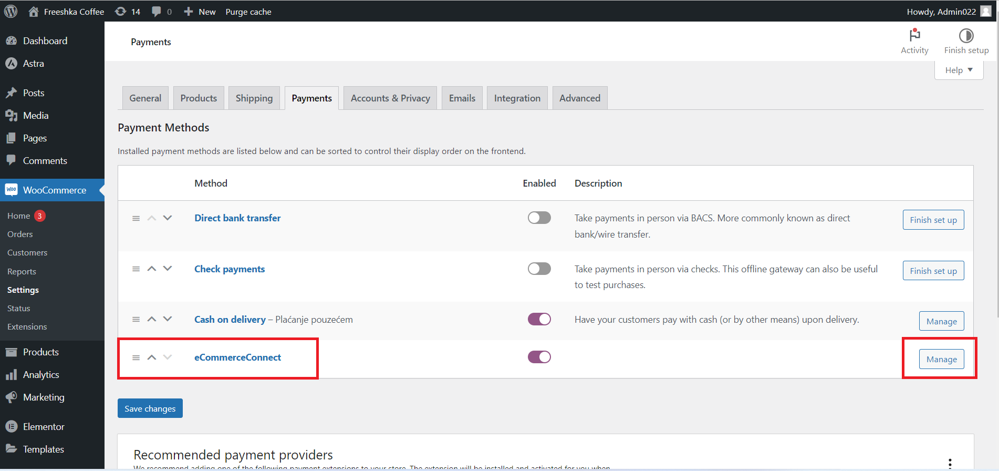 Freeshka Coffee 14 0 New Purge cache Howdy, Admin022
Dashboard
Astra
Posts
Media
Pages
Comments
Woo WooCommerce
Home 3
Orders
Customers
Reports
Settings
Status
Extensions
Products
Analytics
Marketing
Elementor
Templates
Payments
Activity
Finish setup
Help
General Products Shipping Payments Accounts & Privacy Emails Integration Advanced
Payment Methods
Installed payment methods are listed below and can be sorted to control their display order on the frontend.
Method Enabled Description
Direct bank transfer Take payments in person via BACS. More commonly known as direct Finish set up
bank/wire transfer.
Check payments Take payments in person via checks. This offline gateway can also be useful Finish set up
to test purchases.
Cash on delivery – Plaćanje pouzećem Have your customers pay with cash (or by other means) upon delivery. Manage
eCommerceConnect Manage
Save changes
Recommended payment providers
We recommend adding one of the following payment extensions to your store. The extension will be installed and activated for you when